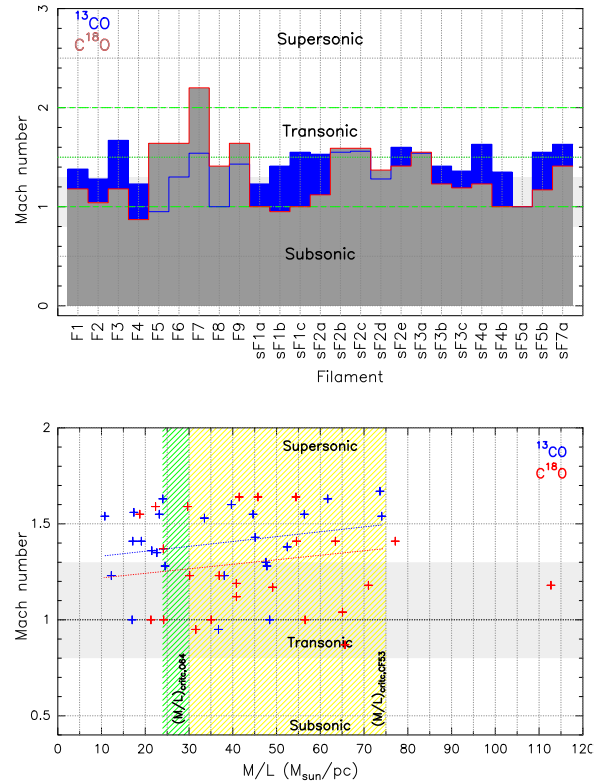 3
¹³CO
C¹⁸O
Supersonic
2
Transonic
1
Subsonic
0
Mach number
F1 F2 F3 F4 F5 F6 F7 F8 F9 sF1a sF1b sF1c sF2a sF2b sF2c sF2d sF2e sF3a sF3b sF3c sF4a sF4b sF5a sF5b sF7a
Filament
2
Supersonic
¹³CO
C¹⁸O
1.5
1
Transonic
0.5
Subsonic
(M/L)critc,O64
(M/L)critc,CF53
Mach number
0 10 20 30 40 50 60 70 80 90 100 110 120
M/L (Msun/pc)